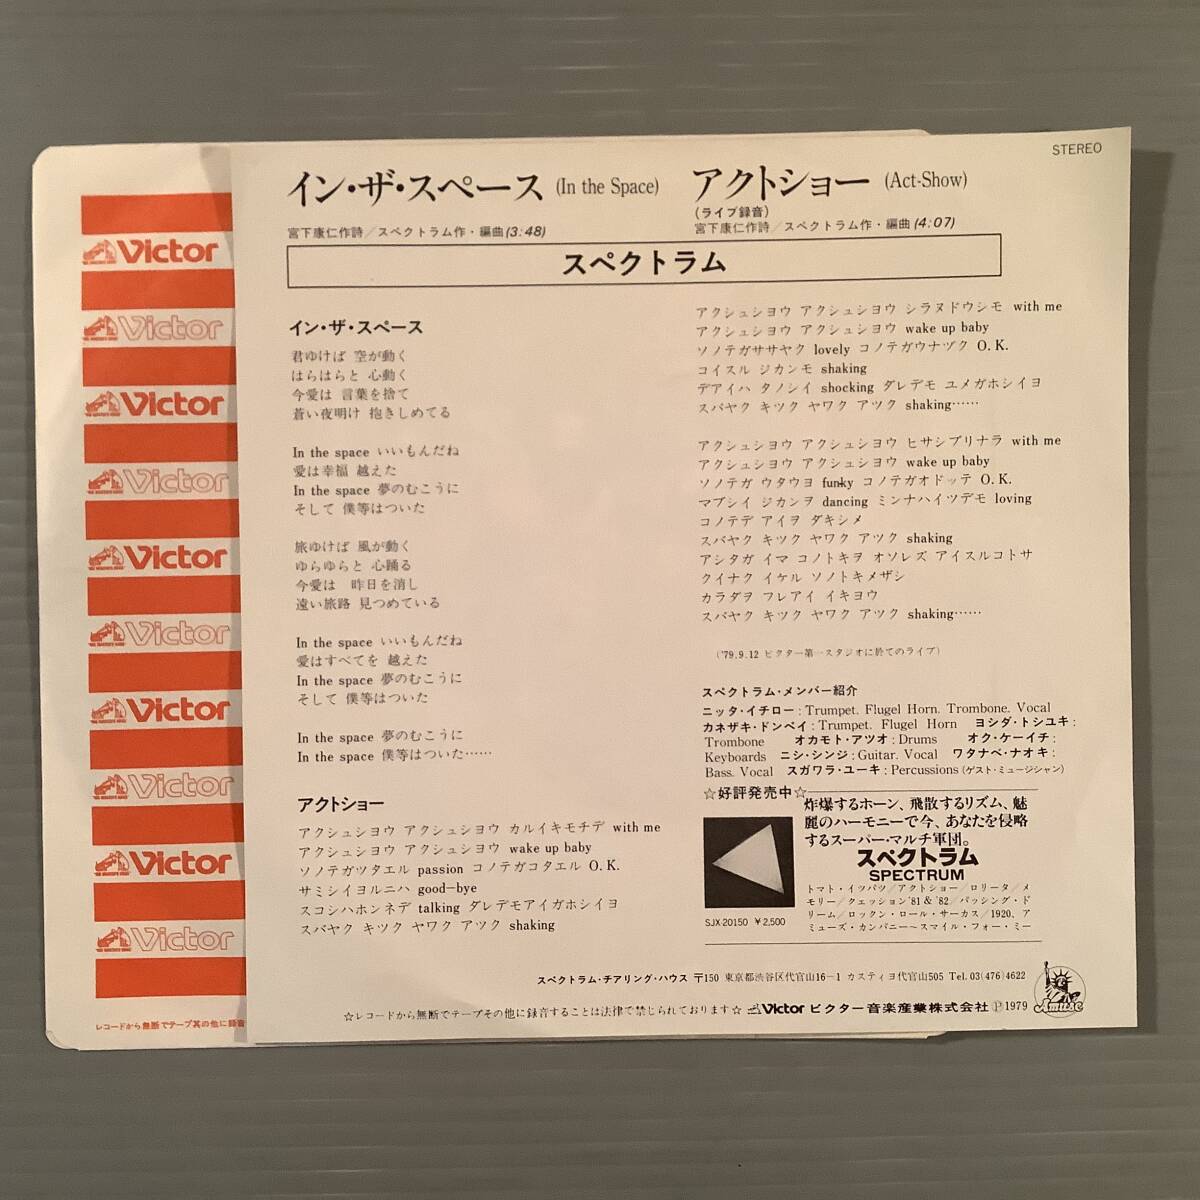 STEREO
イン・ザ・スペース (In the Space)
宮下康仁作詩/スペクトラム作・編曲(3:48)
アクトショー (Act-Show)
(ライブ録音)
宮下康仁作詩/スペクトラム作・編曲(4:07)
スペクトラム
イン・ザ・スペース
君ゆけば 空が動く
はらはらと 心動く
今愛は 言葉を捨て
蒼い夜明け 抱きしめてる
In the space いいもんだね
愛は幸福 越えた
In the space 夢のむこうに
そして 僕等はついた
旅ゆけば 風が動く
ゆらゆらと 心踊る
今愛は 昨日を消し
遠い旅路 見つめている
In the space いいもんだね
愛はすべてを 越えた
In the space 夢のむこうに
そして 僕等はついた
In the space 夢のむこうに
In the space 僕等はついた……
アクトショー
アクシュショウ アクシュショウ カルイキモチデ with me
アクシュショウ アクシュショウ wake up baby
ソノテガツタエル passion コノテガコタエル O.K.
サミシイヨルニハ good-bye
スコシハホンネデ talking ダレデモアイガホシイヨ
スバヤク キツク ヤワク アツク shaking
アクシュショウ アクシュショウ シラヌドウシモ with me
アクシュショウ アクシュショウ wake up baby
ソノテガササヤク lovely コノテガウナヅク O.K.
コイスル ジカンモ shaking
デアイハ タノシイ shocking ダレデモ ユメガホシイヨ
スバヤク キツク ヤワク アツク shaking……
アクシュショウ アクシュショウ ヒサシブリナラ with me
アクシュショウ アクシュショウ wake up baby
ソノテガ ウタウヨ funky コノテガオドッテ O.K.
マブシイ ジカンヲ dancing ミンナハイツデモ loving
コノテデ アイヲ ダキシメ
スバヤク キツク ヤワク アツク shaking
アシタガ イマ コノトキヲ オソレズ アイスルコトサ
クイナク イケル ソノトキメザシ
カラダヲ フレアイ イキヨウ
スバヤク キツク ヤワク アツク shaking……
('79.9.12 ビクター第一スタジオに於てのライブ)
スペクトラム・メンバー紹介
ニッタ・イチロー:Trumpet. Flugel Horn. Trombone. Vocal
カネザキ・ドンペイ:Trumpet. Flugel Horn ヨシダ・トシユキ:
Trombone オカモト・アツオ:Drums オク・ケーイチ:
Keyboards ニシ・シンジ:Guitar. Vocal ワタナベ・ナオキ:
Bass. Vocal スガワラ・ユーキ:Percussions (ゲスト・ミュージシャン)
☆好評発売中☆
炸爆するホーン、飛散するリズム、魅
麗のハーモニーで今、あなたを侵略
するスーパー・マルチ軍団。
スペクトラム
SPECTRUM
トマト・イツパツ/アクトショー/ロリータ/メ
モリー/クェッション'81&'82/パッシング・ド
リーム/ロックン・ロール・サーカス/1920、ア
ミューズ・カンパニー~スマイル・フォー・ミー
SJX-20150 ¥2,500
スペクトラム・チアリング・ハウス 〒150 東京都渋谷区代官山16-1 カスティヨ代官山505 Tel. 03(476)4622
☆レコードから無断でテープその他に録音することは法律で禁じられております☆ Victor ビクター音楽産業株式会社 Ⓟ1979
Amuse
Victor
Victor
Victor
Victor
Victor
Victor
Victor
Victor
Victor
Victor
レコードから無断でテープ其の他に録音